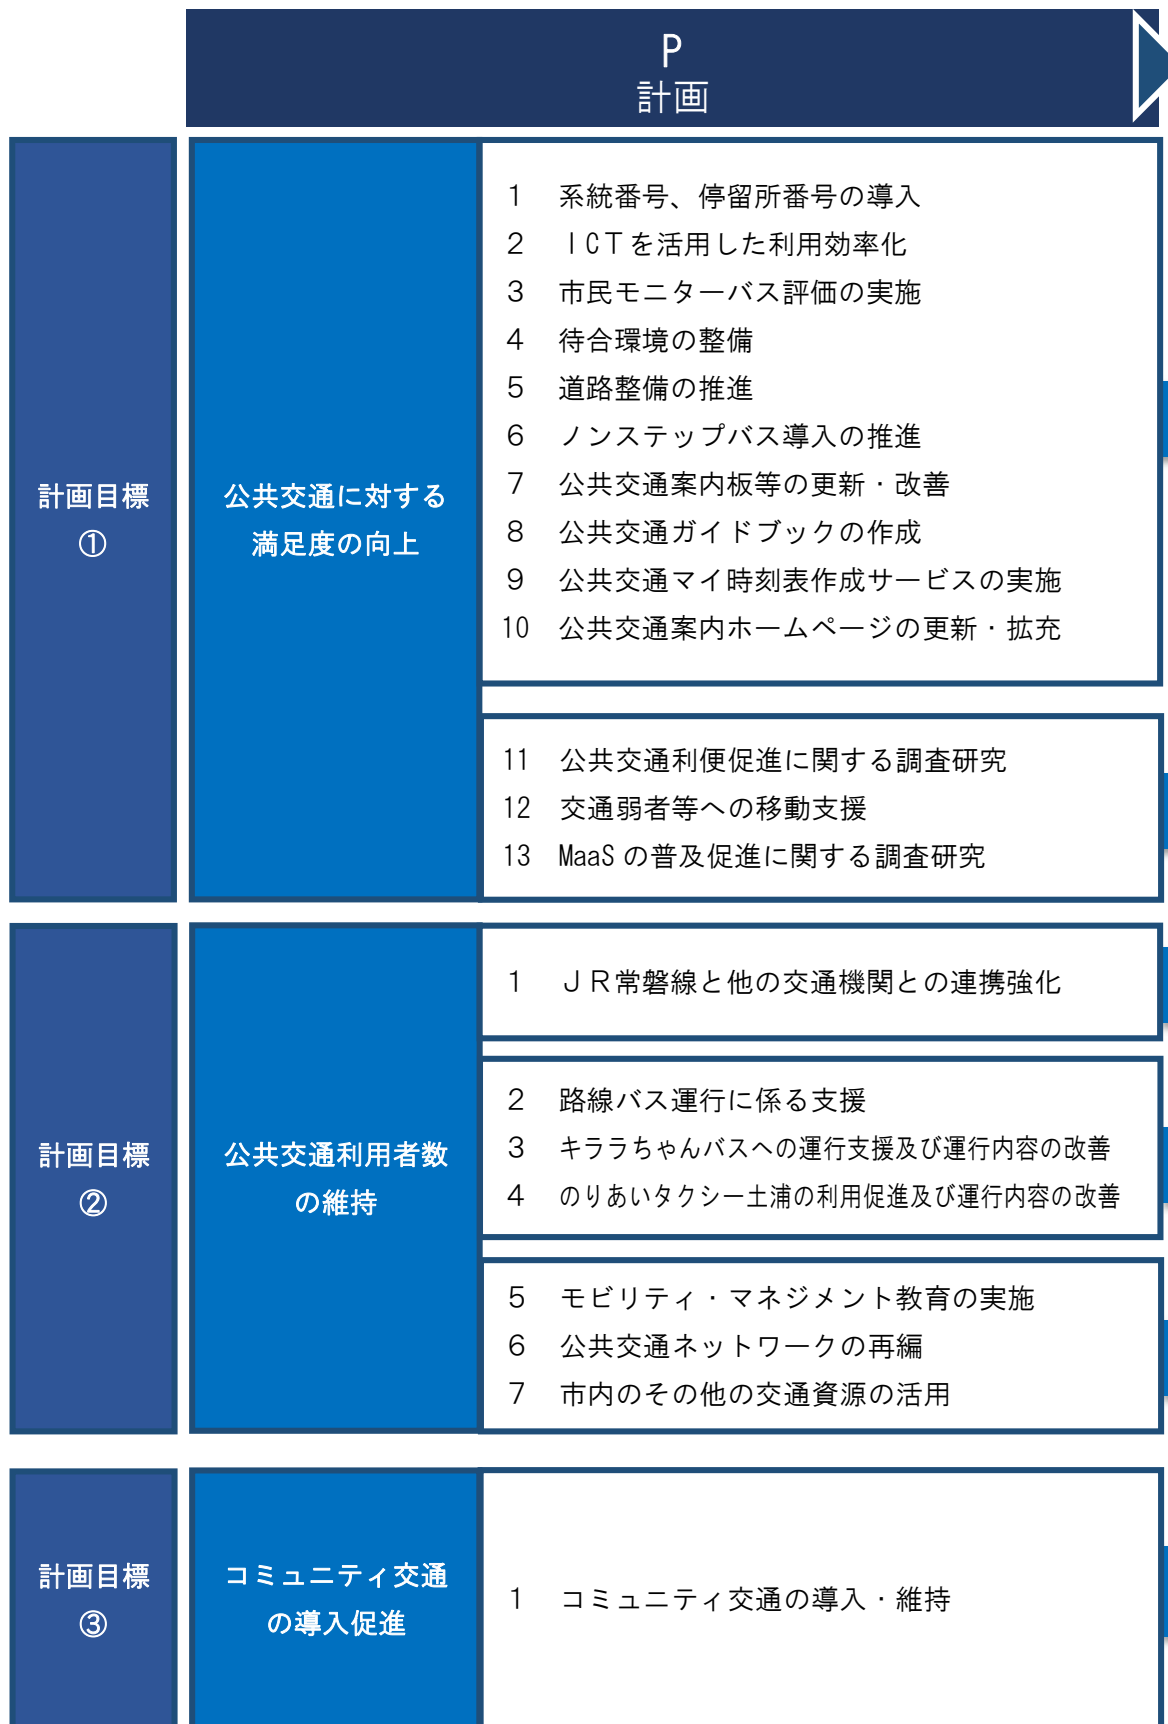 P
計画
計画目標
①
公共交通に対する
満足度の向上
1 系統番号、停留所番号の導入
2 ICTを活用した利用効率化
3 市民モニターバス評価の実施
4 待合環境の整備
5 道路整備の推進
6 ノンステップバス導入の推進
7 公共交通案内板等の更新・改善
8 公共交通ガイドブックの作成
9 公共交通マイ時刻表作成サービスの実施
10 公共交通案内ホームページの更新・拡充
11 公共交通利便促進に関する調査研究
12 交通弱者等への移動支援
13 MaaSの普及促進に関する調査研究
計画目標
②
公共交通利用者数
の維持
1 JR常磐線と他の交通機関との連携強化
2 路線バス運行に係る支援
3 キララちゃんバスへの運行支援及び運行内容の改善
4 のりあいタクシー土浦の利用促進及び運行内容の改善
5 モビリティ・マネジメント教育の実施
6 公共交通ネットワークの再編
7 市内のその他の交通資源の活用
計画目標
③
コミュニティ交通
の導入促進
1 コミュニティ交通の導入・維持